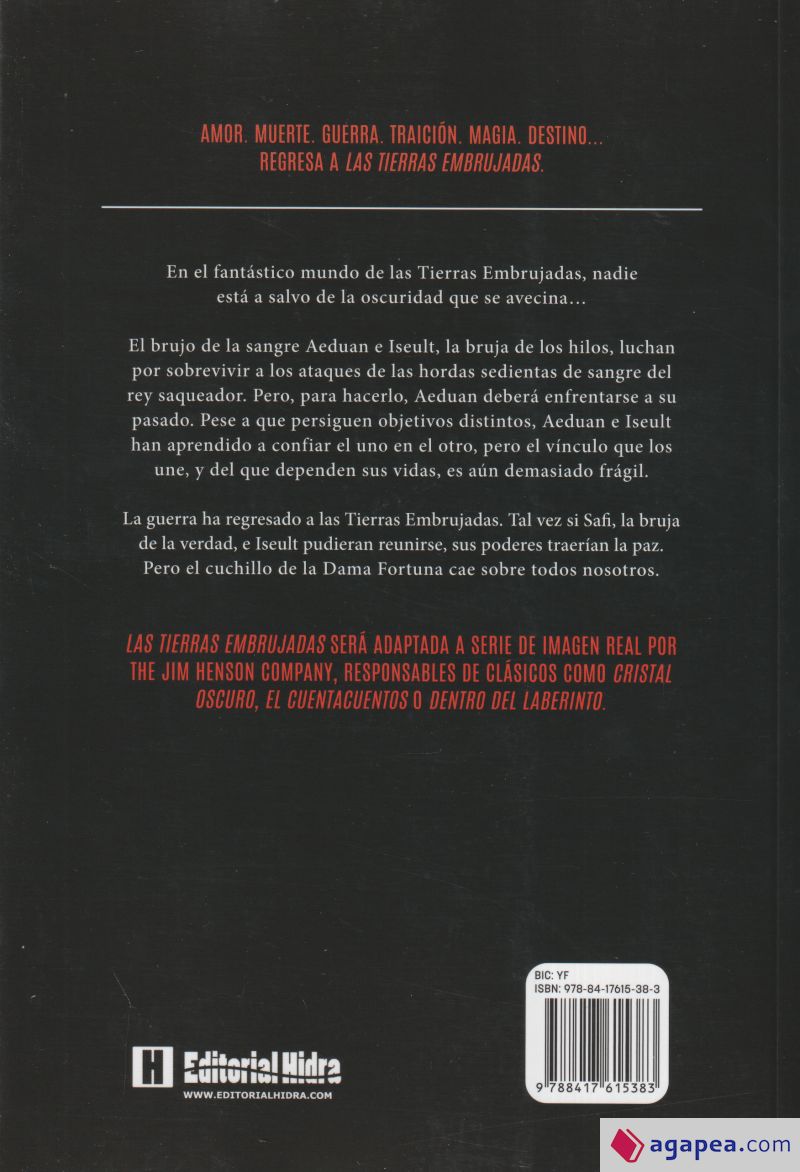 AMOR. MUERTE. GUERRA. TRAICIÓN. MAGIA. DESTINO...
REGRESA A LAS TIERRAS EMBRUJADAS.
En el fantástico mundo de las Tierras Embrujadas, nadie
está a salvo de la oscuridad que se avecina...
El brujo de la sangre Aeduan e Iseult, la bruja de los hilos, luchan
por sobrevivir a los ataques de las hordas sedientas de sangre del
rey saqueador. Pero, para hacerlo, Aeduan deberá enfrentarse a su
pasado. Pese a que persiguen objetivos distintos, Aeduan e Iseult
han aprendido a confiar el uno en el otro, pero el vínculo que los
une, y del que dependen sus vidas, es aún demasiado frágil.
La guerra ha regresado a las Tierras Embrujadas. Tal vez si Safi, la bruja
de la verdad, e Iseult pudieran reunirse, sus poderes traerían la paz.
Pero el cuchillo de la Dama Fortuna cae sobre todos nosotros.
LAS TIERRAS EMBRUJADAS SERÁ ADAPTADA A SERIE DE IMAGEN REAL POR
THE JIM HENSON COMPANY, RESPONSABLES DE CLÁSICOS COMO CRISTAL
OSCURO, EL CUENTACUENTOS O DENTRO DEL LABERINTO.
BIC: YF
ISBN: 978-84-17615-38-3
9 788417 615383
H Editorial Hidra
WWW.EDITORIALHIDRA.COM
agapea.com